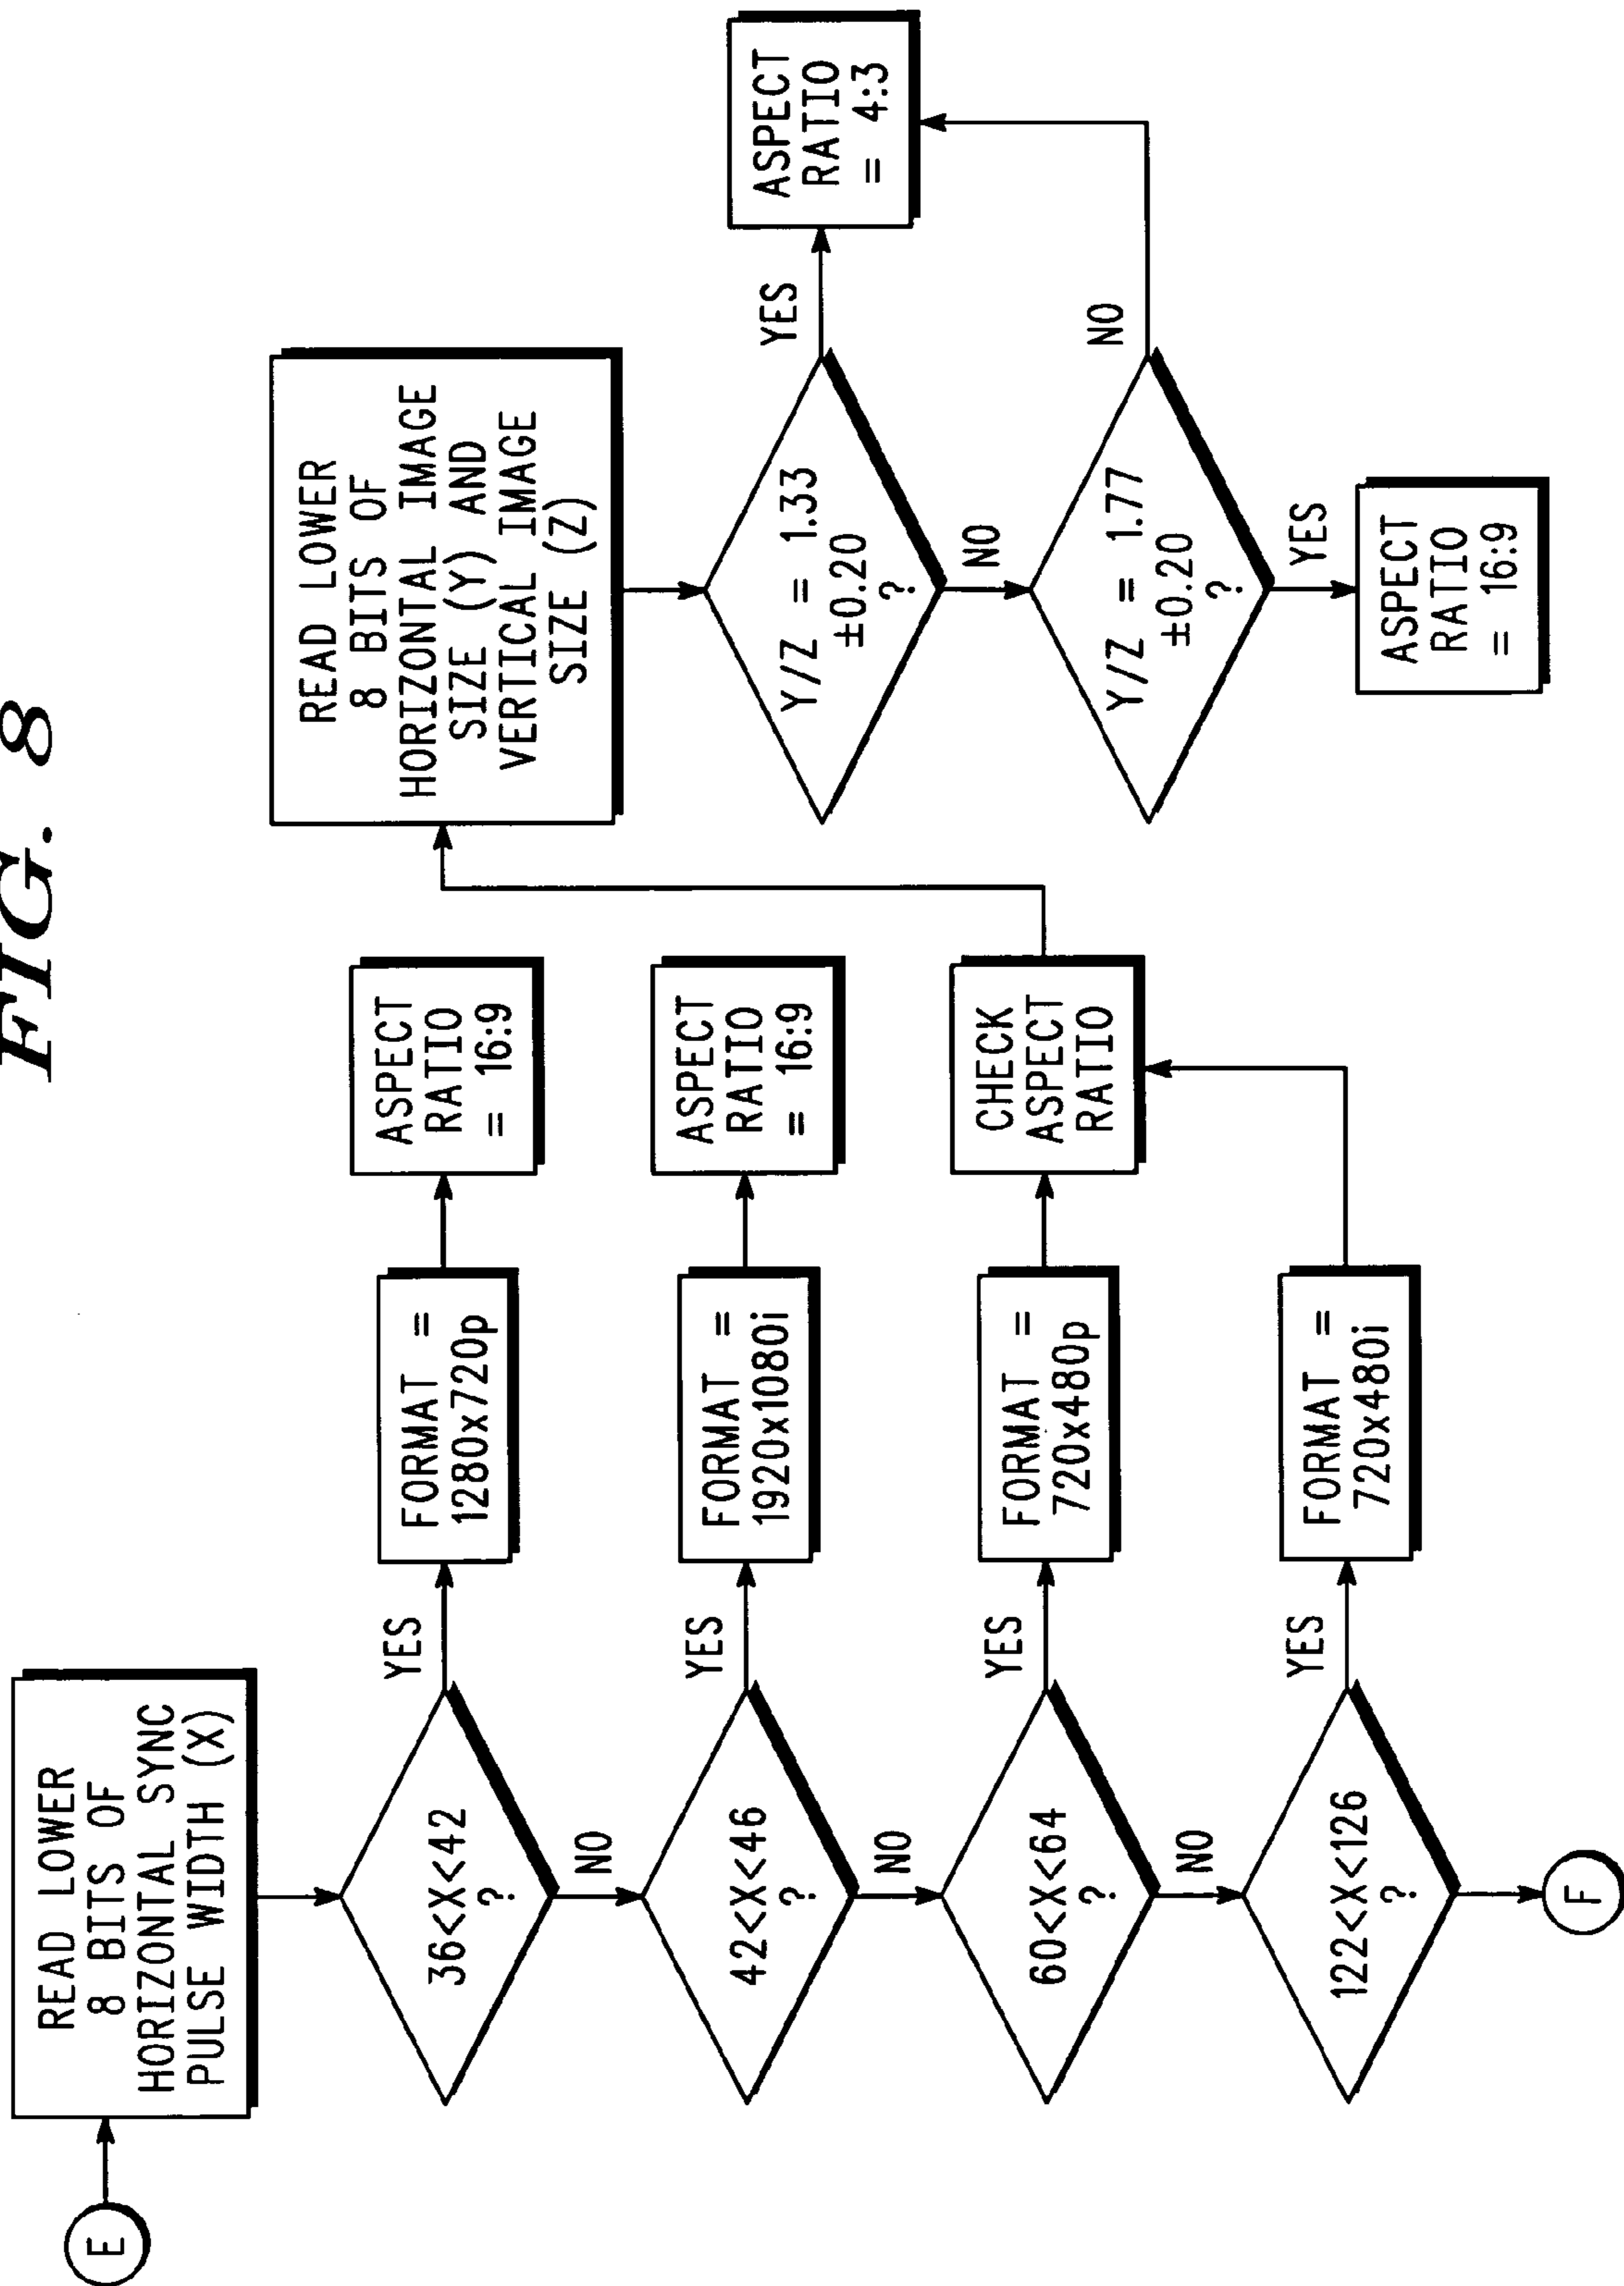 FIG. 8
E
READ LOWER
8 BITS OF
HORIZONTAL SYNC
PULSE WIDTH (X)
36<X<42
?
YES
FORMAT =
1280x720p
ASPECT
RATIO
= 16:9
NO
42<X<46
?
YES
FORMAT =
1920x1080i
ASPECT
RATIO
= 16:9
NO
60<X<64
?
YES
FORMAT =
720x480p
CHECK
ASPECT
RATIO
NO
122<X<126
?
YES
FORMAT =
720x480i
F
READ LOWER
8 BITS OF
HORIZONTAL IMAGE
SIZE (Y) AND
VERTICAL IMAGE
SIZE (Z)
Y/Z = 1.33
±0.20
?
YES
ASPECT
RATIO
= 4:3
NO
Y/Z = 1.77
±0.20
?
NO
YES
ASPECT
RATIO
= 16:9